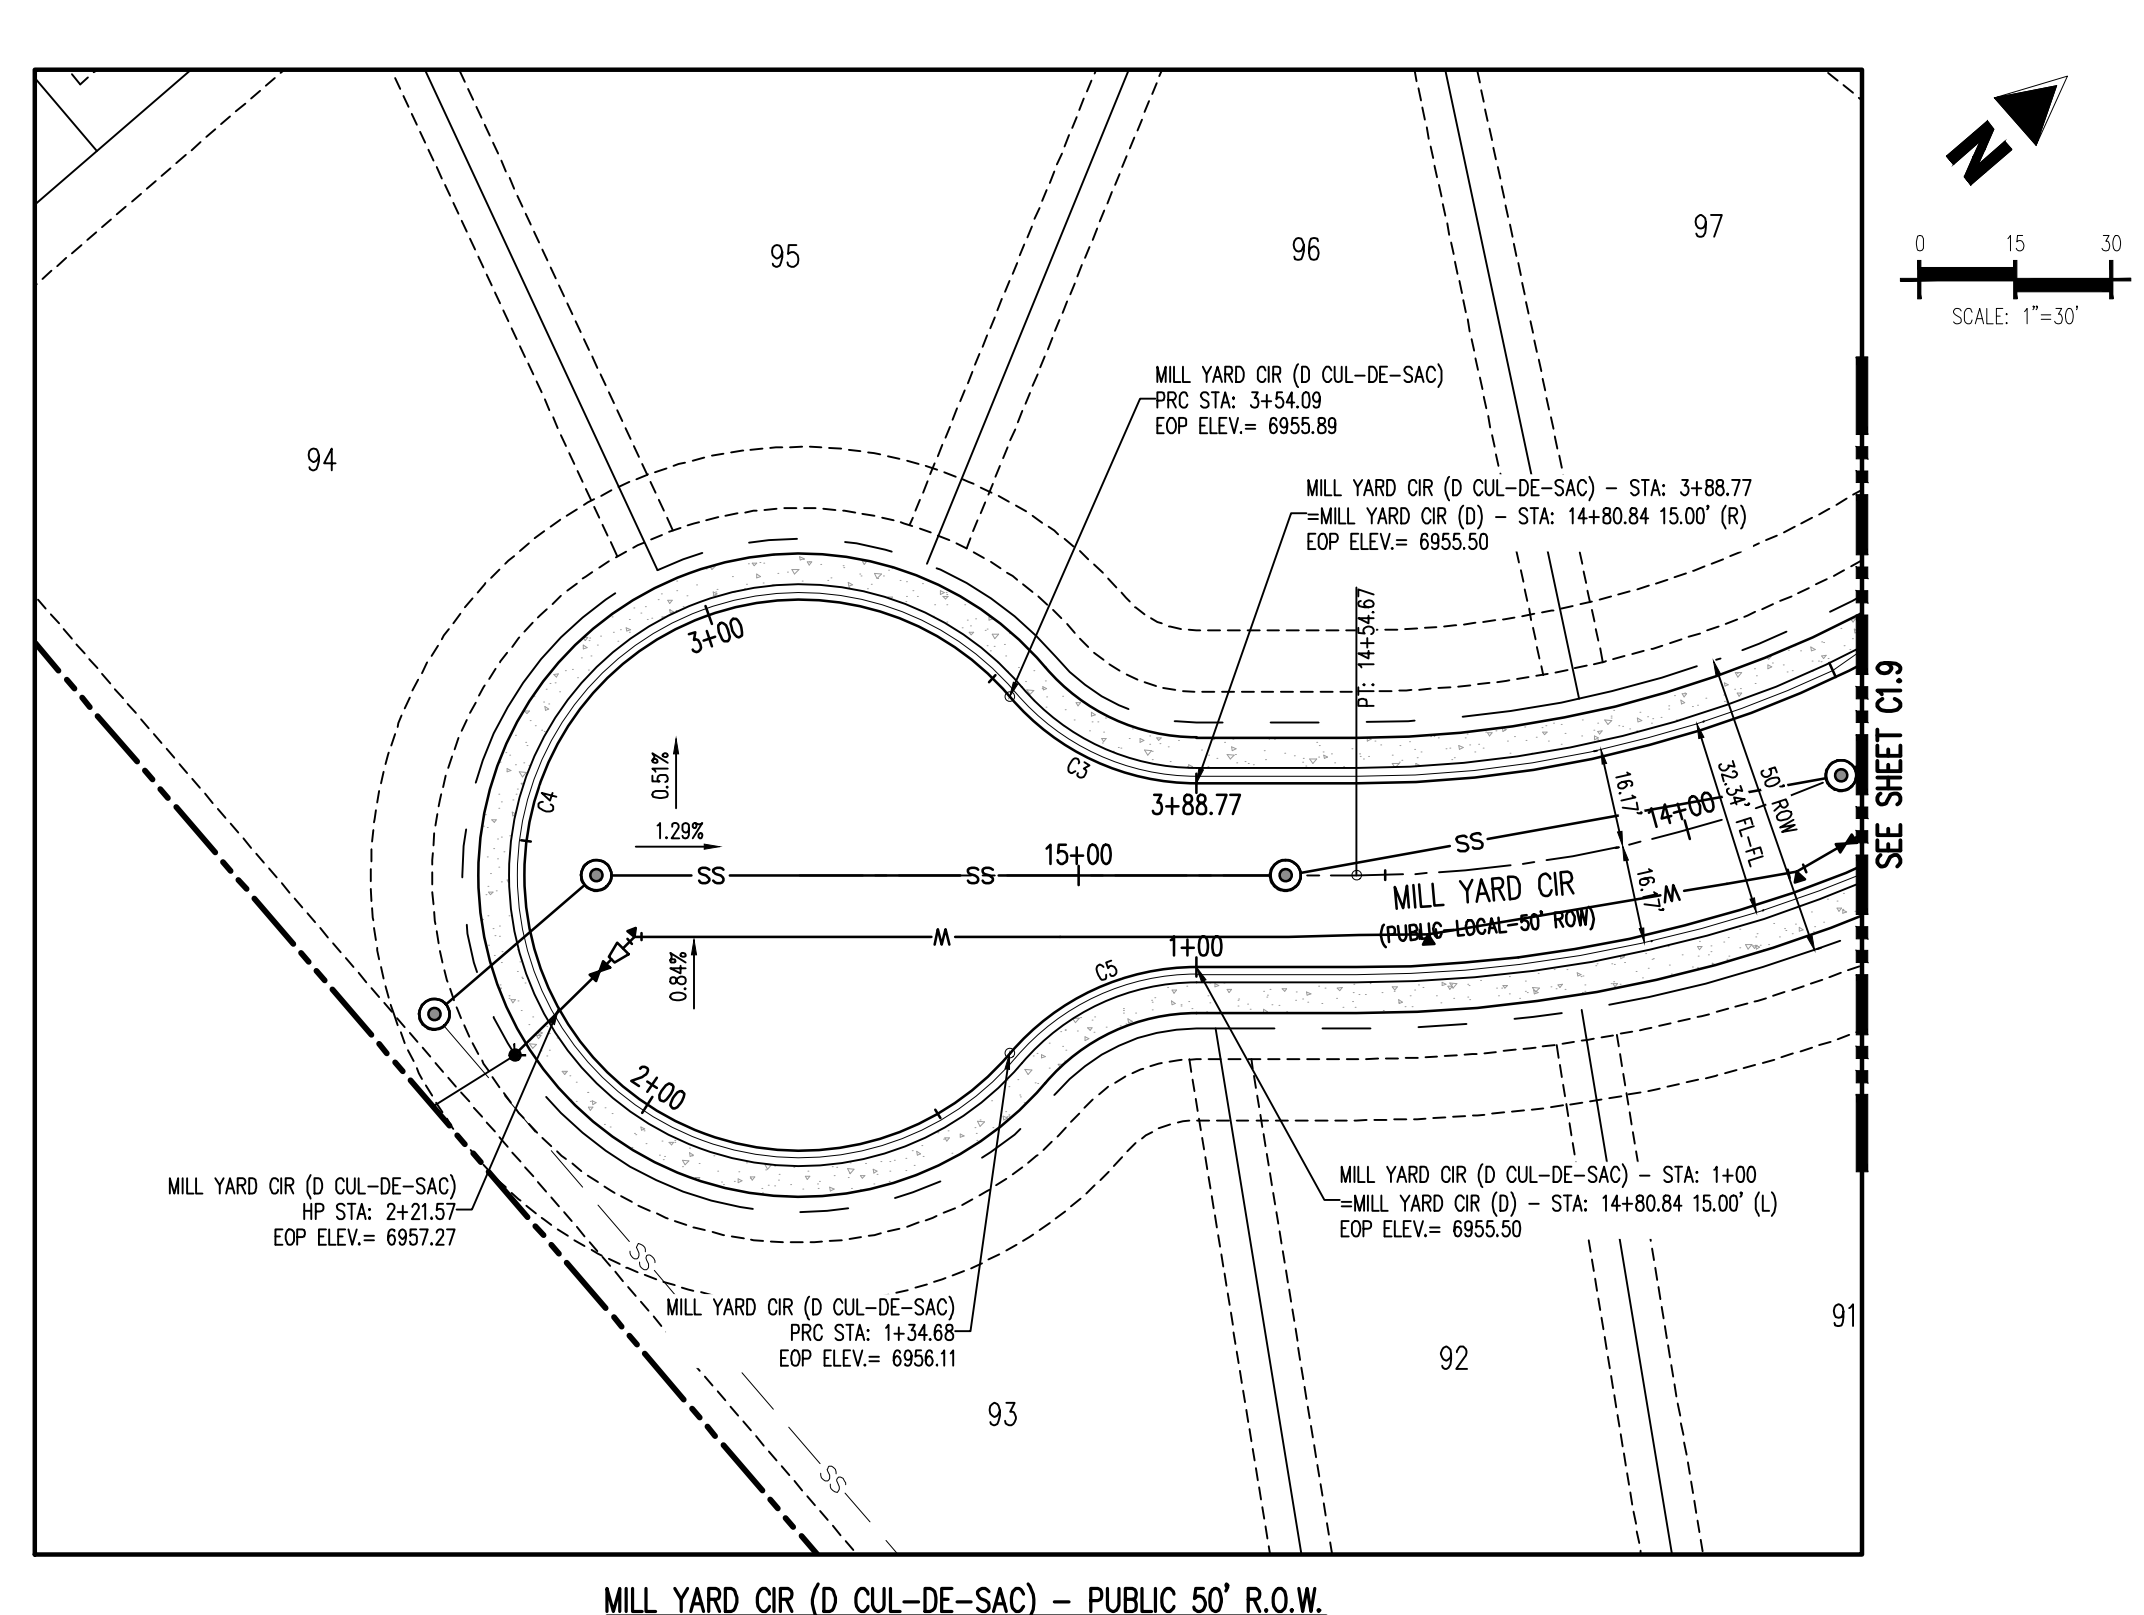 N
0 15 30
SCALE: 1"=30'
97
96
95
94
MILL YARD CIR (D CUL-DE-SAC)
PRC STA: 3+54.09
EOP ELEV.= 6955.89
MILL YARD CIR (D CUL-DE-SAC) - STA: 3+88.77
=MILL YARD CIR (D) - STA: 14+80.84 15.00' (R)
EOP ELEV.= 6955.50
PT: 14+54.67
3+00
C3
C4
0.51%
1.29%
3+88.77
16.17'
32.34' FL-FL
50' ROW
14+00
SEE SHEET C1.9
15+00
SS
SS
SS
MILL YARD CIR
(PUBLIC-LOCAL-50' ROW)
16.17'
W
W
0.84%
1+00
C5
2+00
MILL YARD CIR (D CUL-DE-SAC)
HP STA: 2+21.57
EOP ELEV.= 6957.27
MILL YARD CIR (D CUL-DE-SAC) - STA: 1+00
=MILL YARD CIR (D) - STA: 14+80.84 15.00' (L)
EOP ELEV.= 6955.50
SS
MILL YARD CIR (D CUL-DE-SAC)
PRC STA: 1+34.68
EOP ELEV.= 6956.11
91
92
93
SS
MILL YARD CIR (D CUL-DE-SAC) - PUBLIC 50' R.O.W.